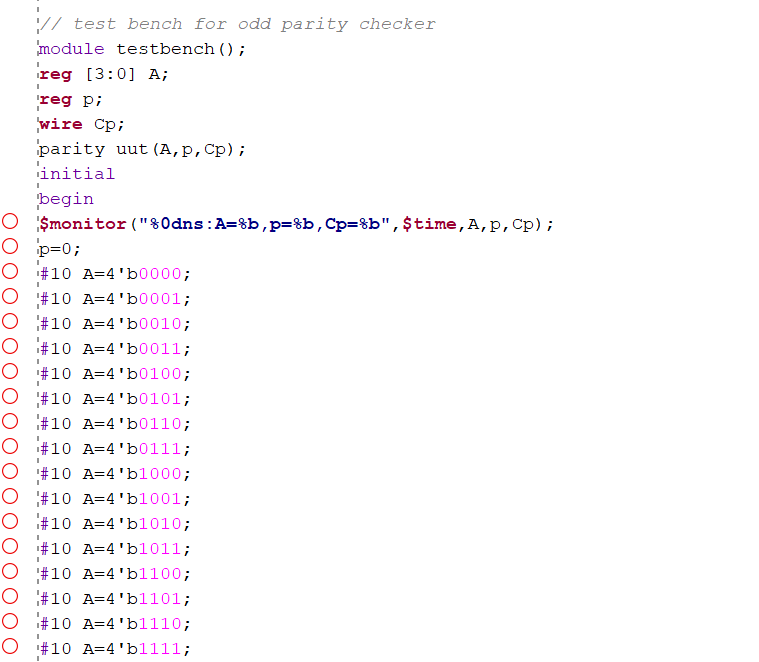 // test bench for odd parity checker
module testbench();
reg [3:0] A;
reg p;
wire Cp;
parity uut(A,p,Cp);
initial
begin
$monitor("%0dns:A=%b,p=%b,Cp=%b",$time,A,p,Cp);
p=0;
#10 A=4'b0000;
#10 A=4'b0001;
#10 A=4'b0010;
#10 A=4'b0011;
#10 A=4'b0100;
#10 A=4'b0101;
#10 A=4'b0110;
#10 A=4'b0111;
#10 A=4'b1000;
#10 A=4'b1001;
#10 A=4'b1010;
#10 A=4'b1011;
#10 A=4'b1100;
#10 A=4'b1101;
#10 A=4'b1110;
#10 A=4'b1111;